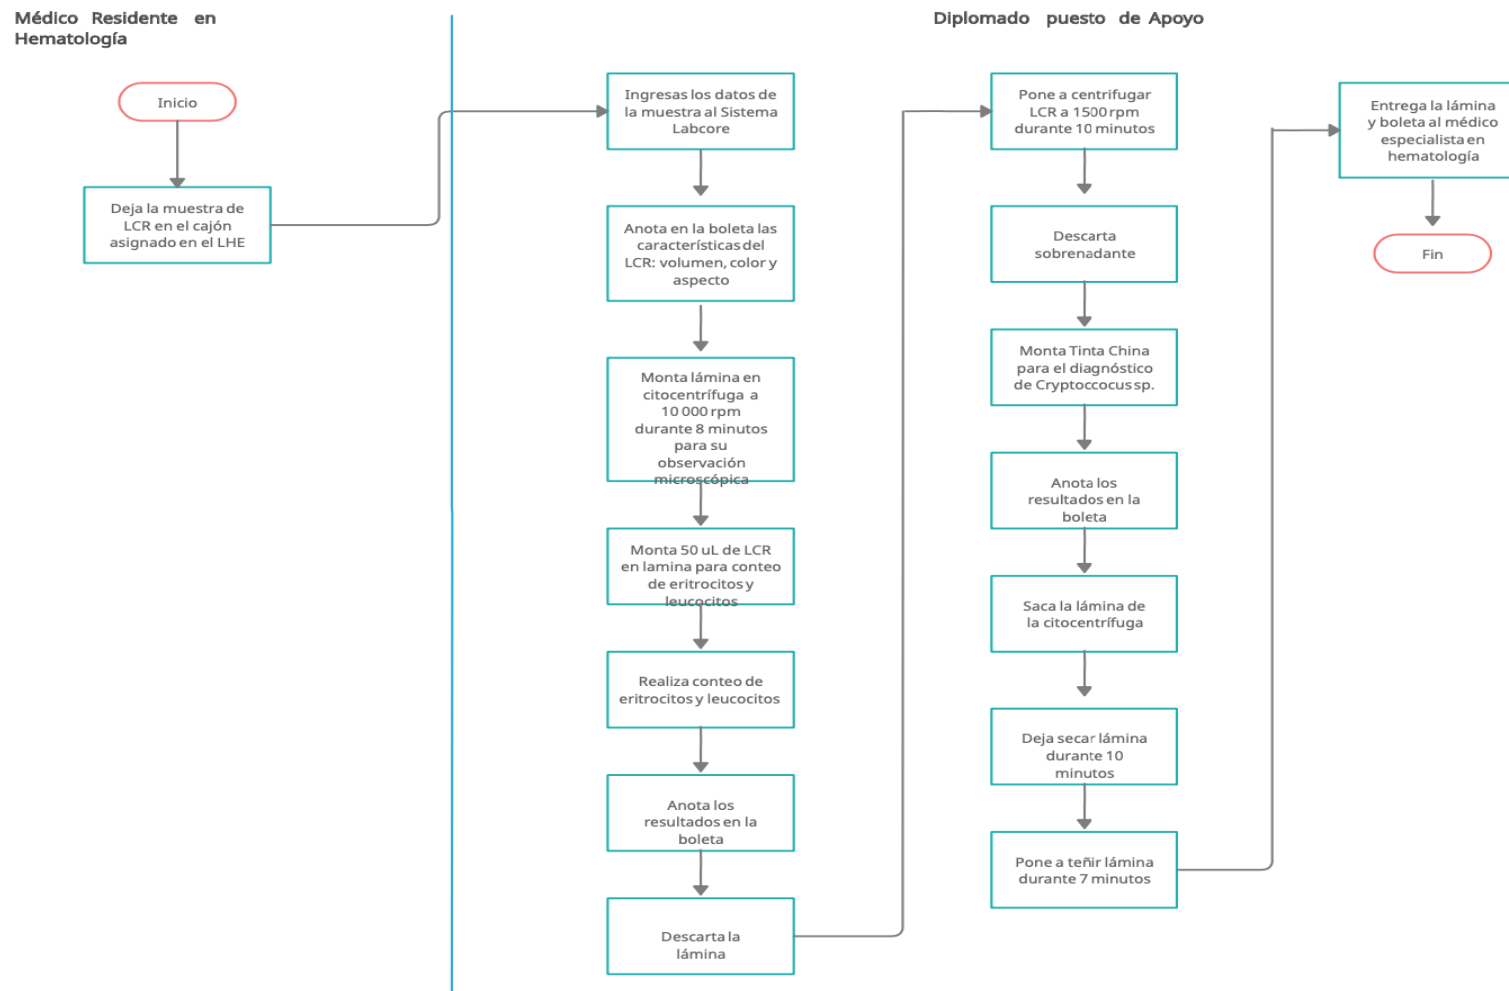 Médico Residente en
Hematología
Inicio
Deja la muestra de
LCR en el cajón
asignado en el LHE
Diplomado puesto de Apoyo
Ingresas los datos de
la muestra al Sistema
Labcore
Anota en la boleta las
características del
LCR: volumen, color y
aspecto
Monta lámina en
citocentrífuga a
10 000 rpm
durante 8 minutos
para su
observación
microscópica
Monta 50 uL de LCR
en lamina para conteo
de eritrocitos y
leucocitos
Realiza conteo de
eritrocitos y leucocitos
Anota los
resultados en la
boleta
Descarta la
lámina
Pone a centrifugar
LCR a 1500 rpm
durante 10 minutos
Descarta
sobrenadante
Monta Tinta China
para el diagnóstico
de Cryptoccocus sp.
Anota los
resultados en la
boleta
Saca la lámina de
la citocentrífuga
Deja secar lámina
durante 10
minutos
Pone a teñir lámina
durante 7 minutos
Entrega la lámina
y boleta al médico
especialista en
hematología
Fin